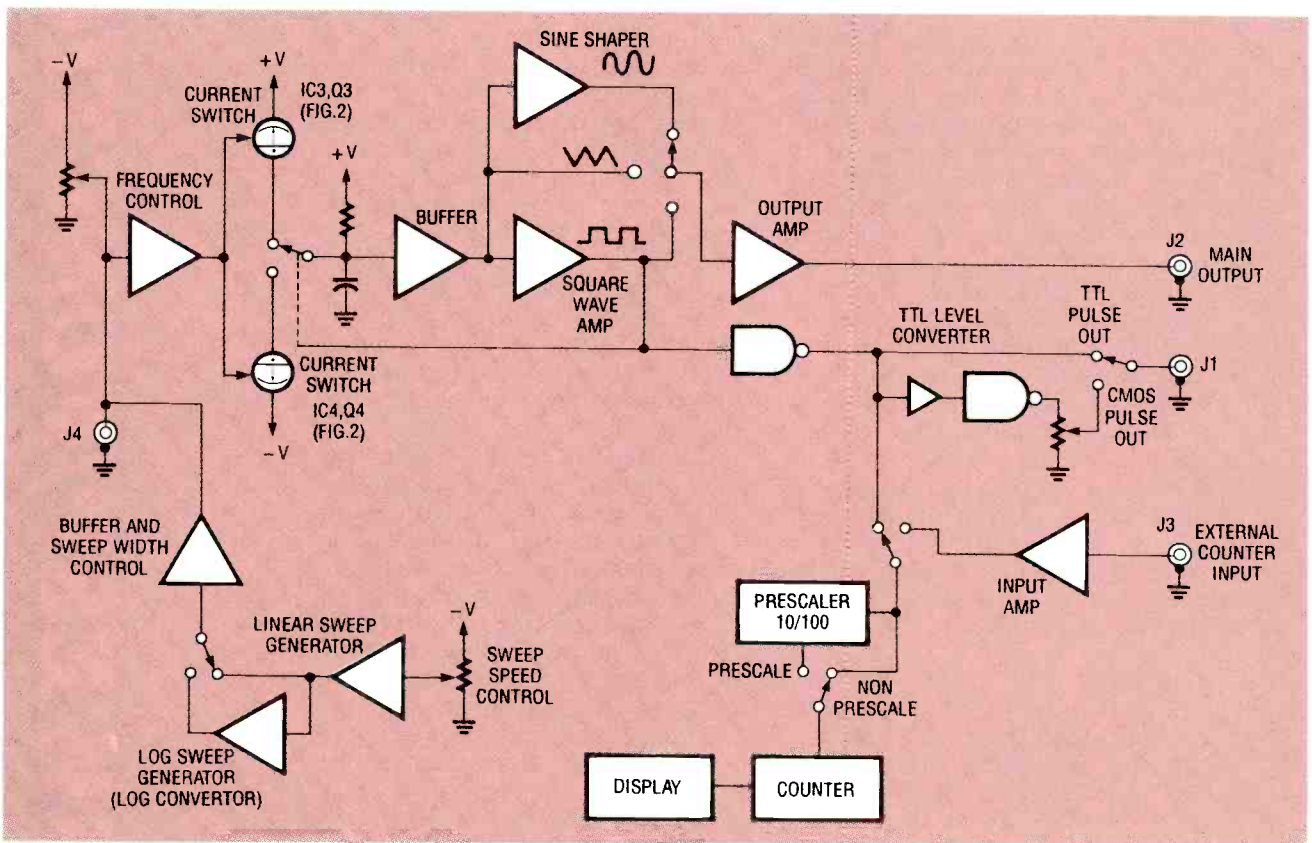 SINE SHAPER
– V
+ V
CURRENT
SWITCH
IC3,Q3
(FIG.2)
+ V
FREQUENCY
CONTROL
BUFFER
SQUARE
WAVE
AMP
OUTPUT
AMP
J2
MAIN
OUTPUT
TTL LEVEL
CONVERTER
TTL
PULSE
OUT
J1
CMOS
PULSE
OUT
CURRENT
SWITCH
IC4,Q4
(FIG.2)
– V
J4
BUFFER AND
SWEEP WIDTH
CONTROL
J3
EXTERNAL
COUNTER
INPUT
INPUT
AMP
LINEAR SWEEP
GENERATOR
– V
SWEEP
SPEED
CONTROL
PRESCALER
10/100
PRESCALE
NON
PRESCALE
LOG SWEEP
GENERATOR
(LOG CONVERTOR)
DISPLAY
COUNTER